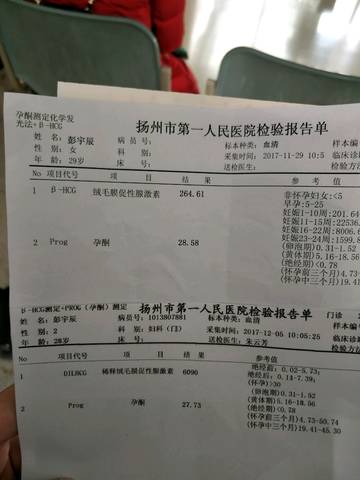 孕酮测定化学发
光法+β-HCG
扬州市第一人民医院检验报告单
姓 名: 彭宇辰 病员号: 标本种类: 血清 样本编
性 别: 女 科 别: 采集时间: 2017-11-29 10:5 临床诊
年 龄: 29岁 床 号: 送检医生: 检验方
No 项目代号 项 目 结 果 参 考 值
1 β-HCG 绒毛膜促性腺激素 264.61 非怀孕妇女:<5
早孕:5-25
妊娠1-10周:201.64
妊娠11-15周:22536.
妊娠16-22周:8006.6
妊娠23-24周:1599.8
2 Prog 孕酮 28.58 (卵泡期)0.31-1.52
(黄体期)5.16-18.56
(绝经期)<0.78
(怀孕前三个月)4.73
(怀孕中三个月)19.41
β-HCG测定+PROG(孕酮)测定 扬州市第一人民医院检验报告单 门诊
姓 名: 彭宇辰 病员号: 1013807881 标本种类: 血清 样本编
性 别: 2 科 别: 妇科(门) 采集时间: 2017-12-05 10:05:25 临床
年 龄: 28岁 床 号: 送检医生: 朱云芳 检验方
No 项目代号 项 目 结 果 参考值
1 DILHCG 稀释绒毛膜促性腺激素 6090 绝经前: 0.02-5.73;
绝经后: 0.14-7.39;
(怀孕)>30
2 Prog 孕酮 27.73 (卵泡期)0.31-1.52
(黄体期)5.16-18.56
(绝经期)<0.78
(怀孕前三个月)4.73-50.74
(怀孕中三个月)19.41-45.30